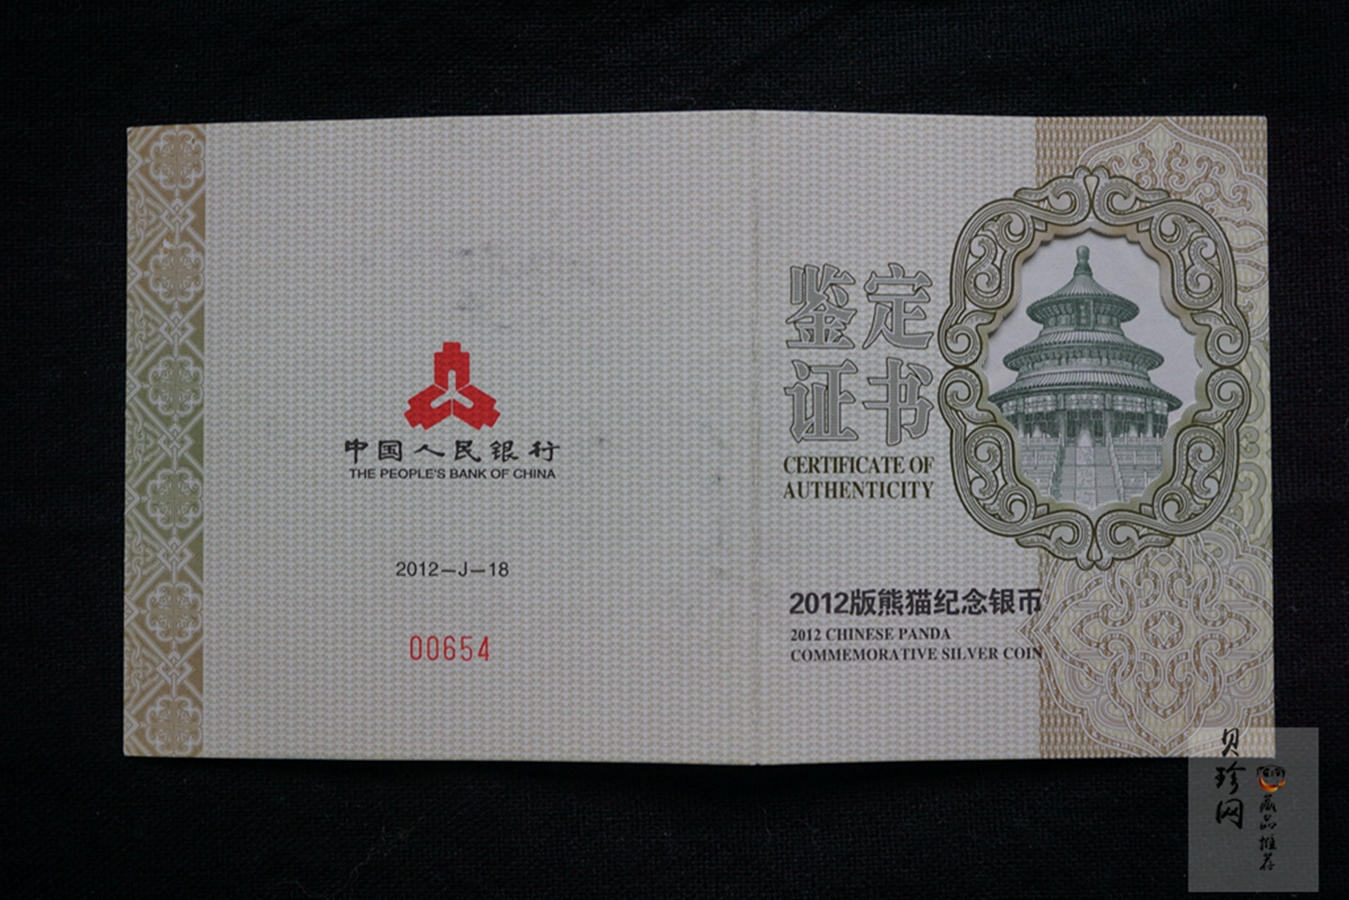 中国人民银行
THE PEOPLE'S BANK OF CHINA
2012—J—18
00654
鉴定
证书
CERTIFICATE OF
AUTHENTICITY
2012版熊猫纪念银币
2012 CHINESE PANDA
COMMEMORATIVE SILVER COIN
贝珍网
藏品推荐